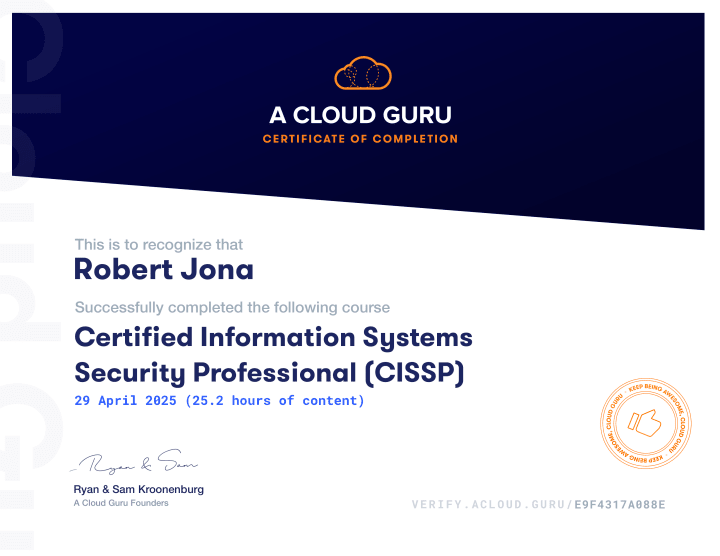 A CLOUD GURU
CERTIFICATE OF COMPLETION
This is to recognize that
Robert Jona
Successfully completed the following course
Certified Information Systems
Security Professional (CISSP)
29 April 2025 (25.2 hours of content)
KEEP BEING AWESOME, CLOUD GURU
KEEP BEING AWESOME, CLOUD GURU
Ryan & Sam
Ryan & Sam Kroonenburg
A Cloud Guru Founders
VERIFY.ACLOUD.GURU/E9F4317A088E
Cloud Gu